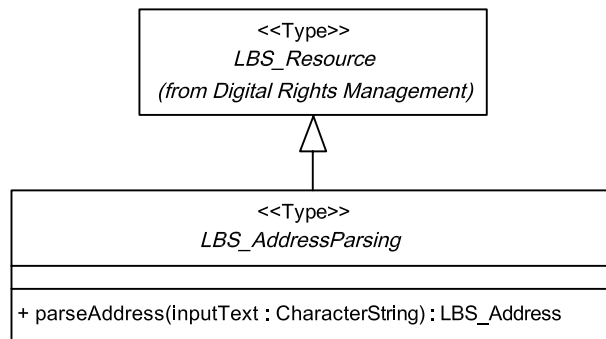 <<Type>>
LBS_Resource
(from Digital Rights Management)
<<Type>>
LBS_AddressParsing
+ parseAddress(inputText : CharacterString) : LBS_Address